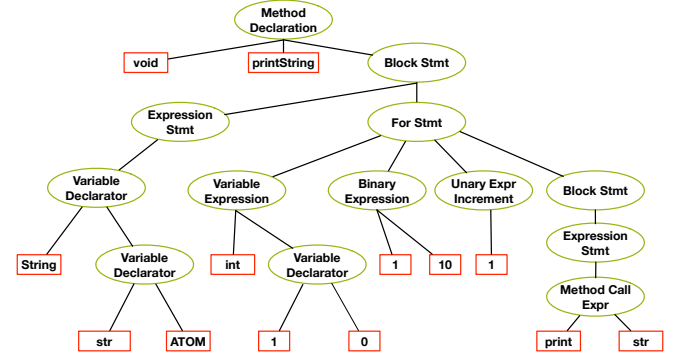 Method
Declaration
void
printString
Block Stmt
Expression
Stmt
For Stmt
Variable
Declarator
Variable
Expression
Binary
Expression
Unary Expr
Increment
Block Stmt
String
Variable
Declarator
int
Variable
Declarator
1
10
1
Expression
Stmt
Method Call
Expr
str
ATOM
1
0
print
str